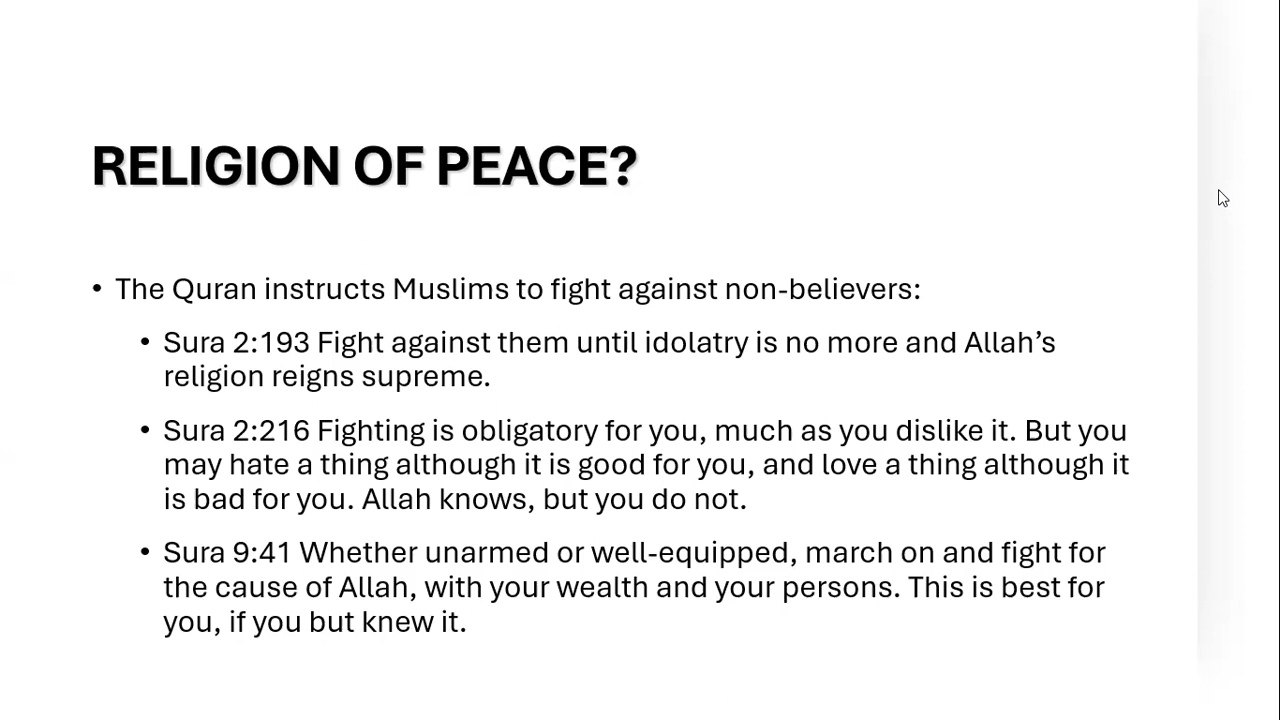 RELIGION OF PEACE?
• The Quran instructs Muslims to fight against non-believers:
• Sura 2:193 Fight against them until idolatry is no more and Allah’s
religion reigns supreme.
• Sura 2:216 Fighting is obligatory for you, much as you dislike it. But you
may hate a thing although it is good for you, and love a thing although it
is bad for you. Allah knows, but you do not.
• Sura 9:41 Whether unarmed or well-equipped, march on and fight for
the cause of Allah, with your wealth and your persons. This is best for
you, if you but knew it.